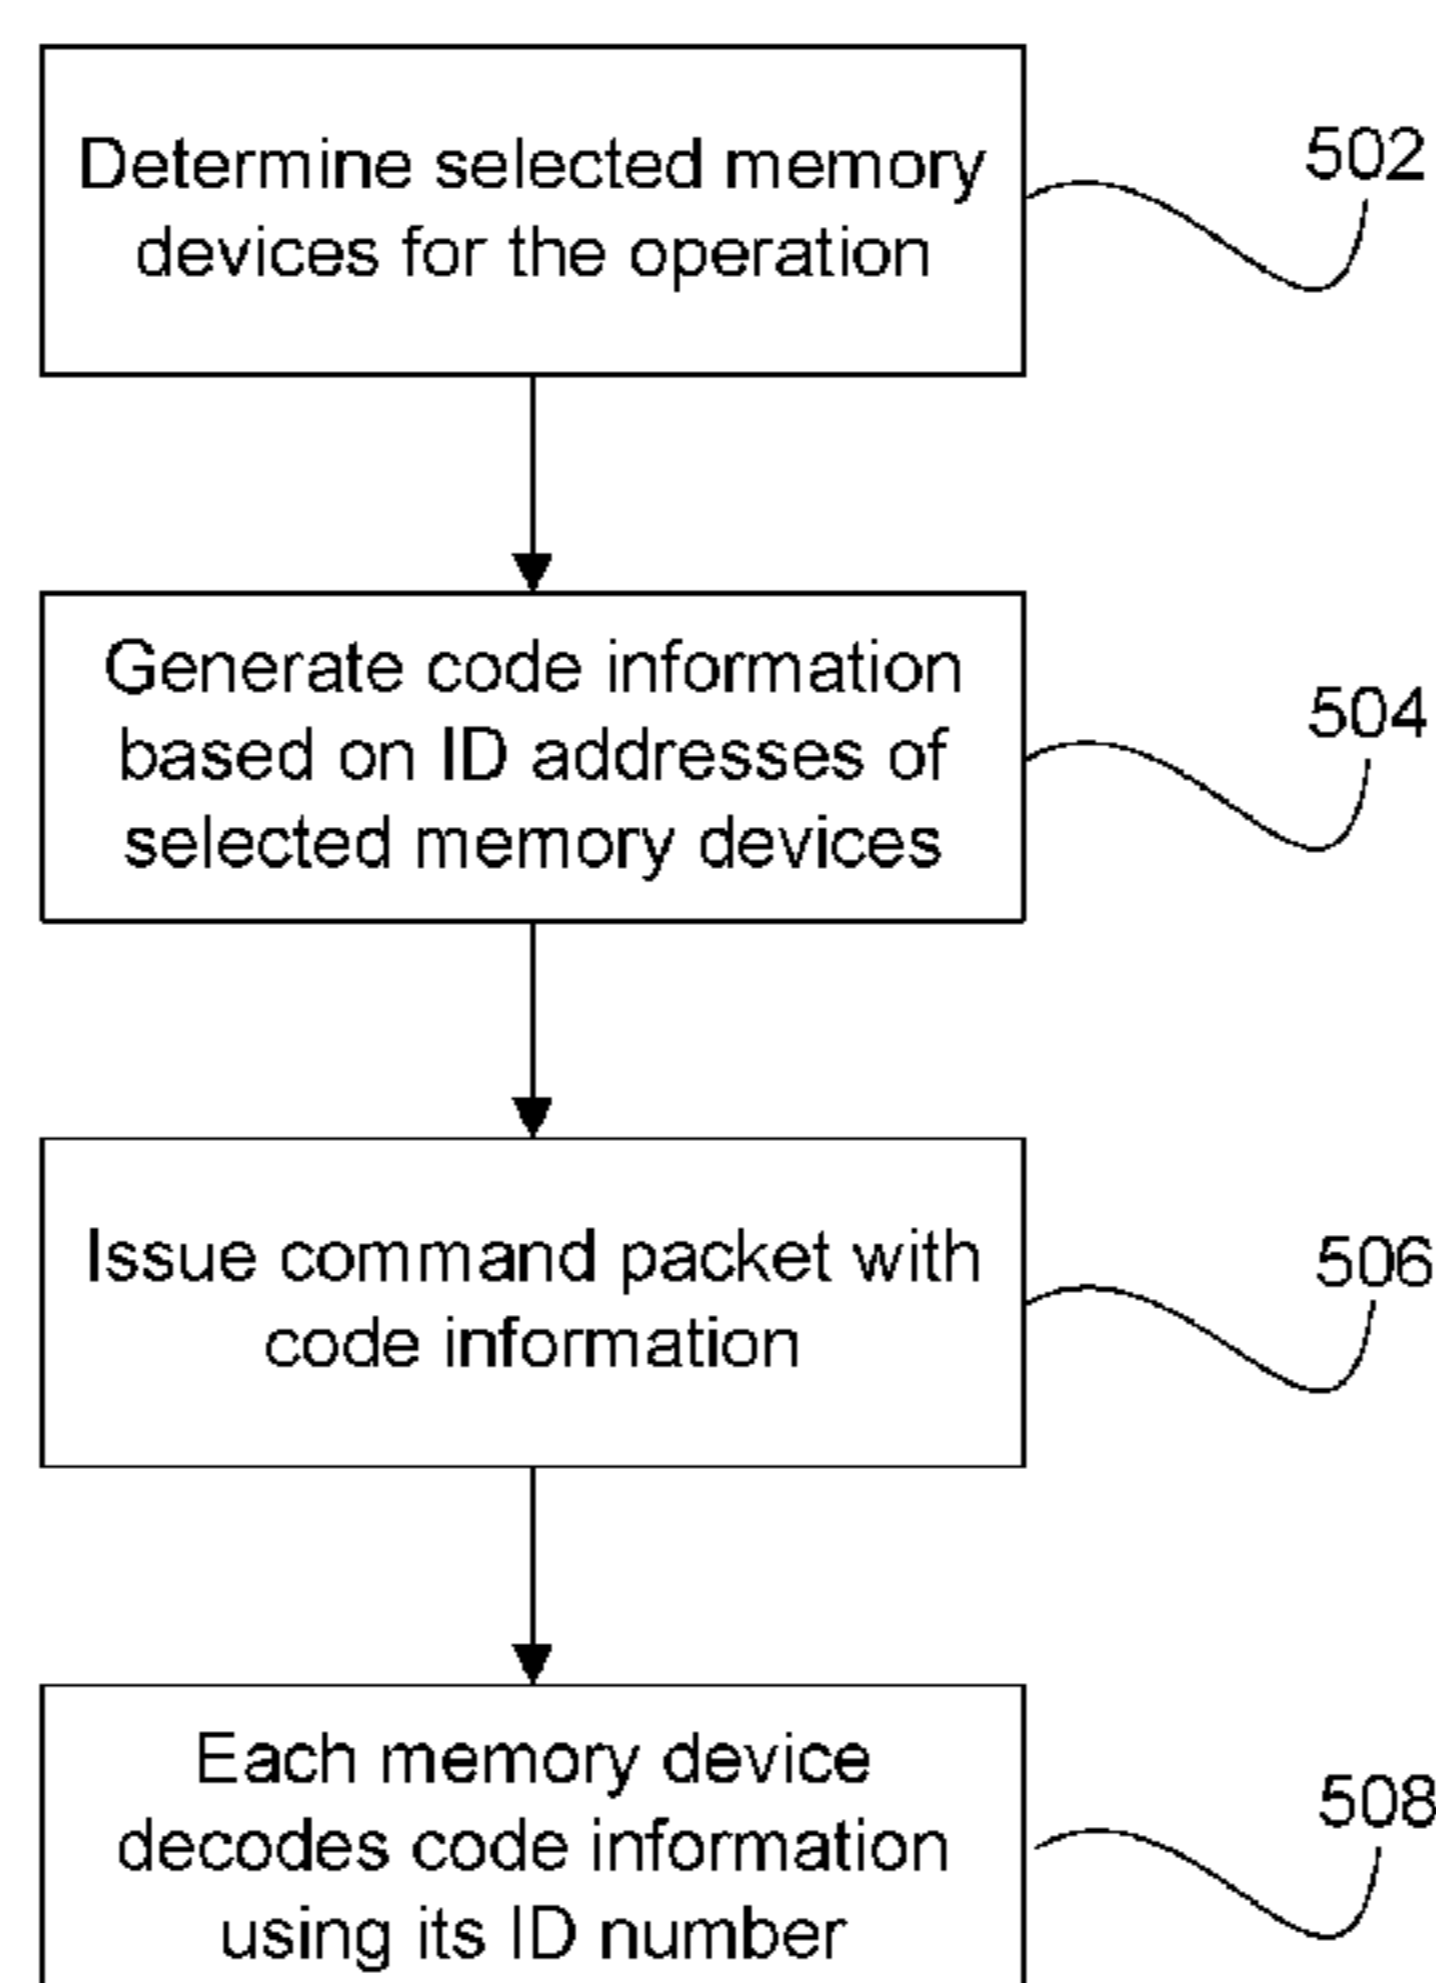 Determine selected memory
devices for the operation
502
Generate code information
based on ID addresses of
selected memory devices
504
Issue command packet with
code information
506
Each memory device
decodes code information
using its ID number
508